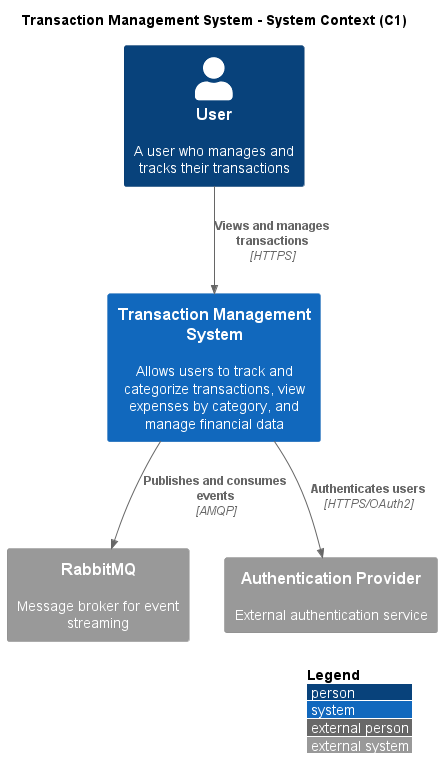 Transaction Management System - System Context (C1)
User
A user who manages and
tracks their transactions
Views and manages
transactions
[HTTPS]
Transaction Management
System
Allows users to track and
categorize transactions, view
expenses by category, and
manage financial data
Publishes and consumes
events
[AMQP]
Authenticates users
[HTTPS/OAuth2]
RabbitMQ
Message broker for event
streaming
Authentication Provider
External authentication service
Legend
person
system
external person
external system